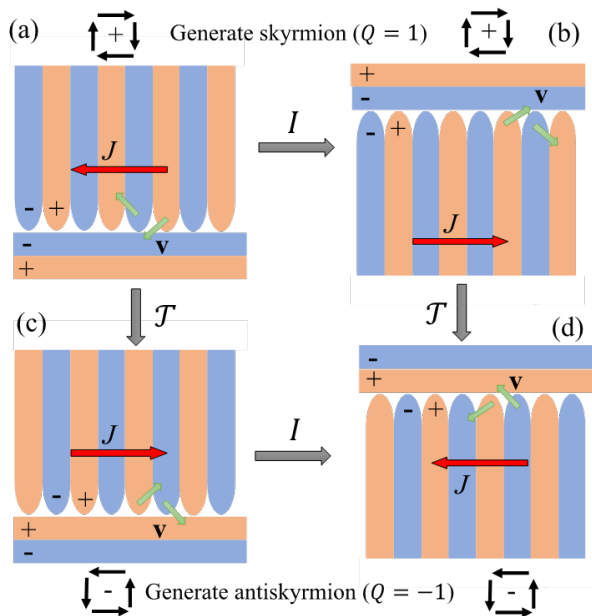 (a) + Generate skyrmion (Q = 1) + (b)
+
- v
I
- +
J
- +
- v
+
J
(c) 𝒯 𝒯 (d)
-
+ v
- +
J
I
J
- +
+ v
-
- Generate antiskyrmion (Q = −1) -